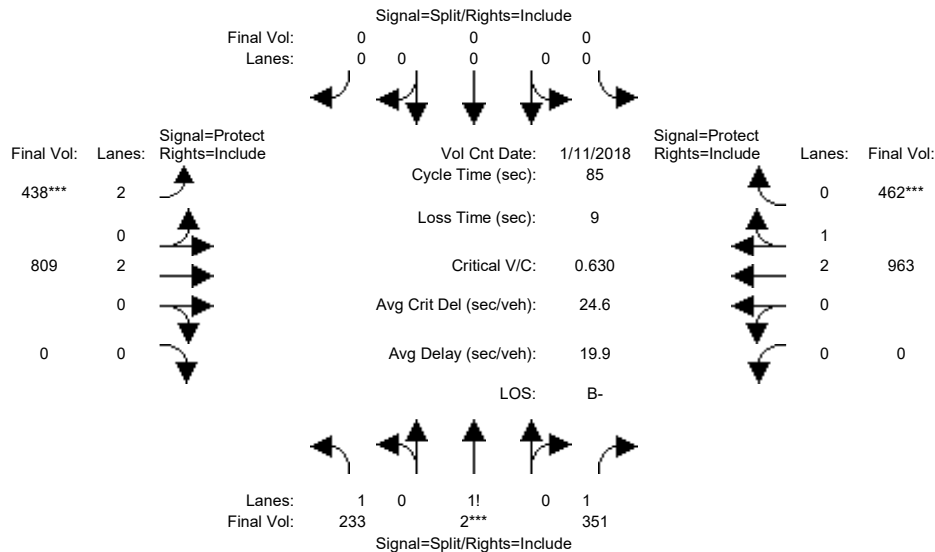 Signal=Split/Rights=Include
Final Vol: 0 0 0
Lanes: 0 0 0 0 0
Signal=Protect Signal=Protect
Final Vol: Lanes: Rights=Include Vol Cnt Date: 1/11/2018 Rights=Include Lanes: Final Vol:
Cycle Time (sec): 85
438*** 2 0 462***
Loss Time (sec): 9
0 1
809 2 Critical V/C: 0.630 2 963
0 Avg Crit Del (sec/veh): 24.6 0
0 0 Avg Delay (sec/veh): 19.9 0 0
LOS: B-
Lanes: 1 0 1! 0 1
Final Vol: 233 2*** 351
Signal=Split/Rights=Include